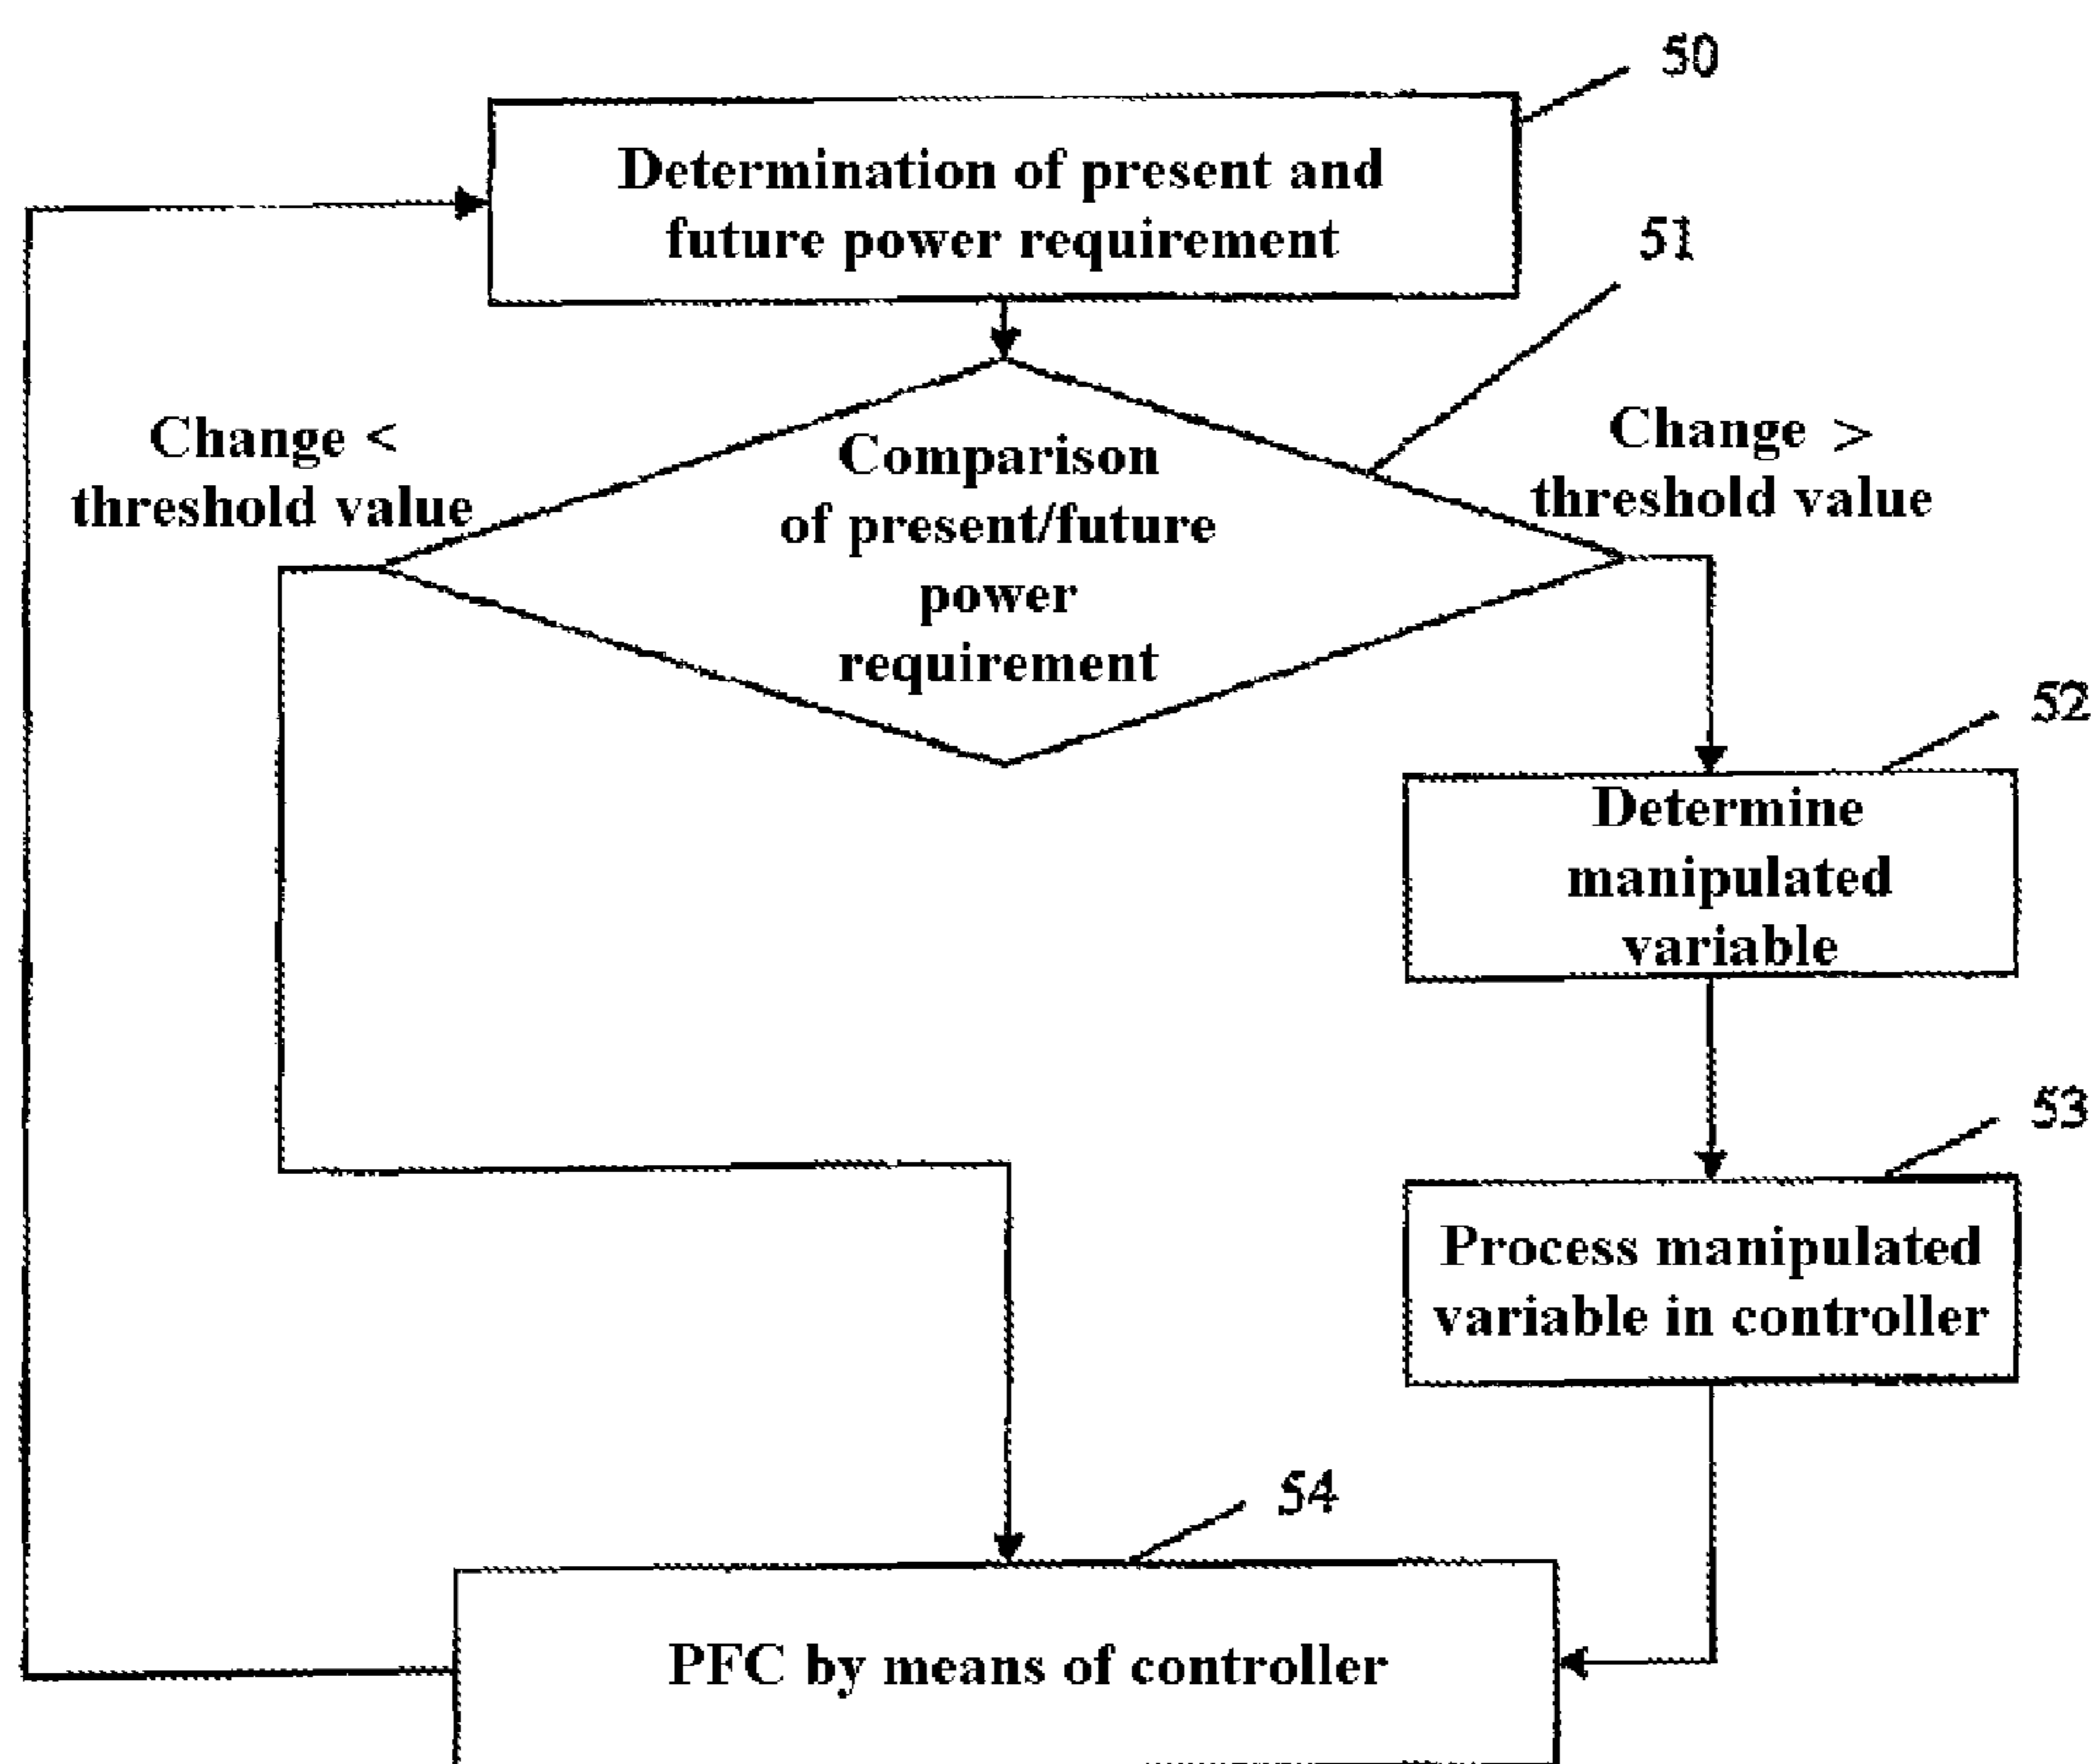 50
Determination of present and
future power requirement
51
Change <
threshold value
Comparison
of present/future
power
requirement
Change >
threshold value
52
Determine
manipulated
variable
53
Process manipulated
variable in controller
54
PFC by means of controller